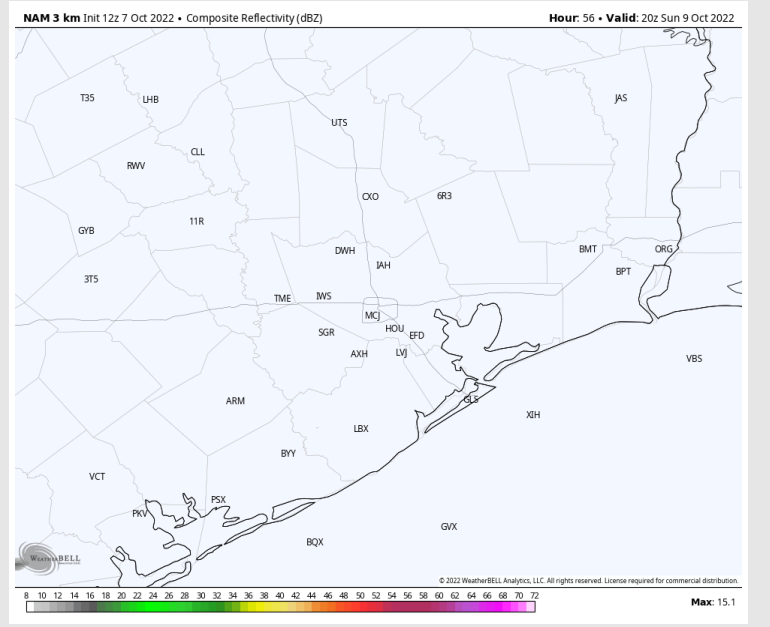 NAM 3 km Init 12z 7 Oct 2022 • Composite Reflectivity (dBZ) Hour: 56 • Valid: 20z Sun 9 Oct 2022
T35 LHB JAS
UTS
CLL
RWV
CXO 6R3
11R
GYB
DWH BMT ORG
IAH
BPT
3T5
TME IWS
MCJ
SGR HOU EFD
AXH LVJ VBS
ARM GLS
XIH
LBX
BYY
VCT
PSX
PKV
GVX
BQX
WEATHERBELL
© 2022 WeatherBELL Analytics, LLC. All rights reserved. License required for commercial distribution.
8 10 12 14 16 18 20 22 24 26 28 30 32 34 36 38 40 42 44 46 48 50 52 54 56 58 60 62 64 66 68 70 72
Max: 15.1